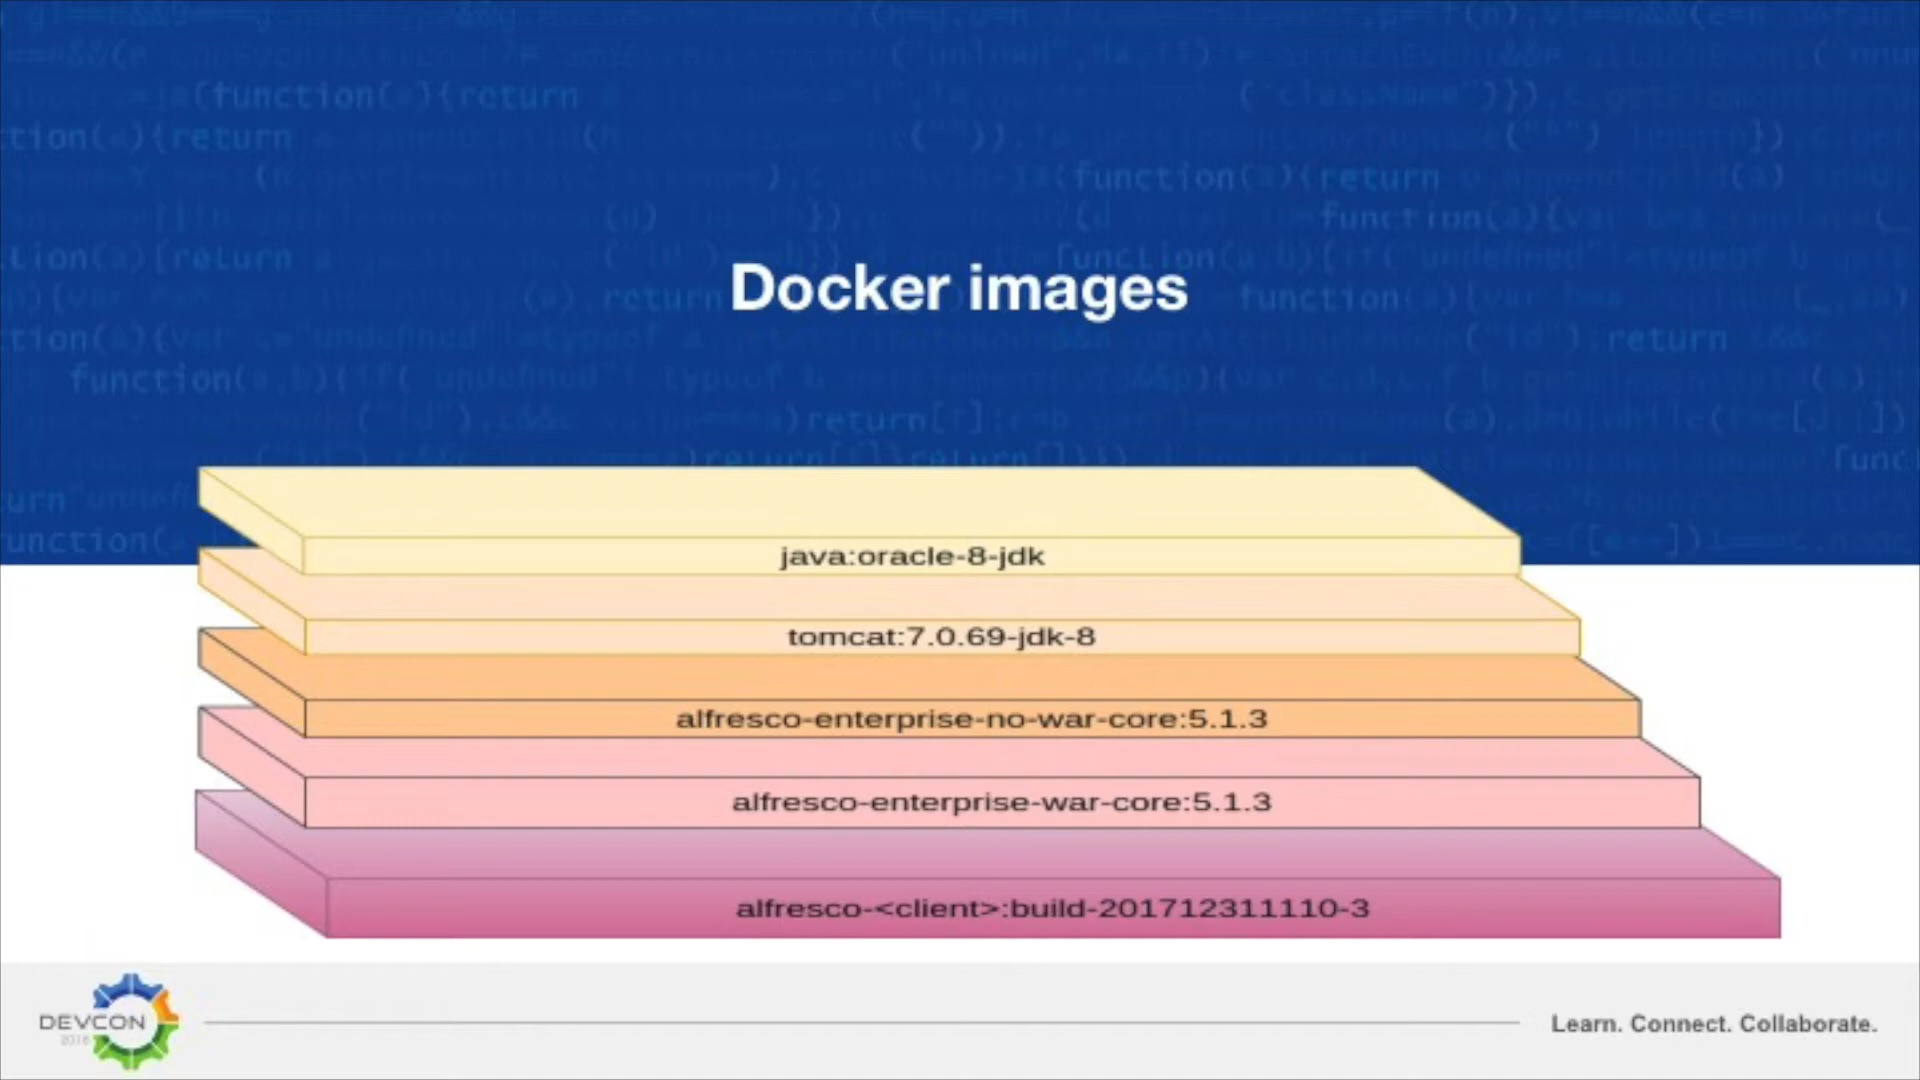 Docker images
java:oracle-8-jdk
tomcat:7.0.69-jdk-8
alfresco-enterprise-no-war-core:5.1.3
alfresco-enterprise-war-core:5.1.3
alfresco-<client>:build-201712311110-3
DEVCON
2018
Learn. Connect. Collaborate.